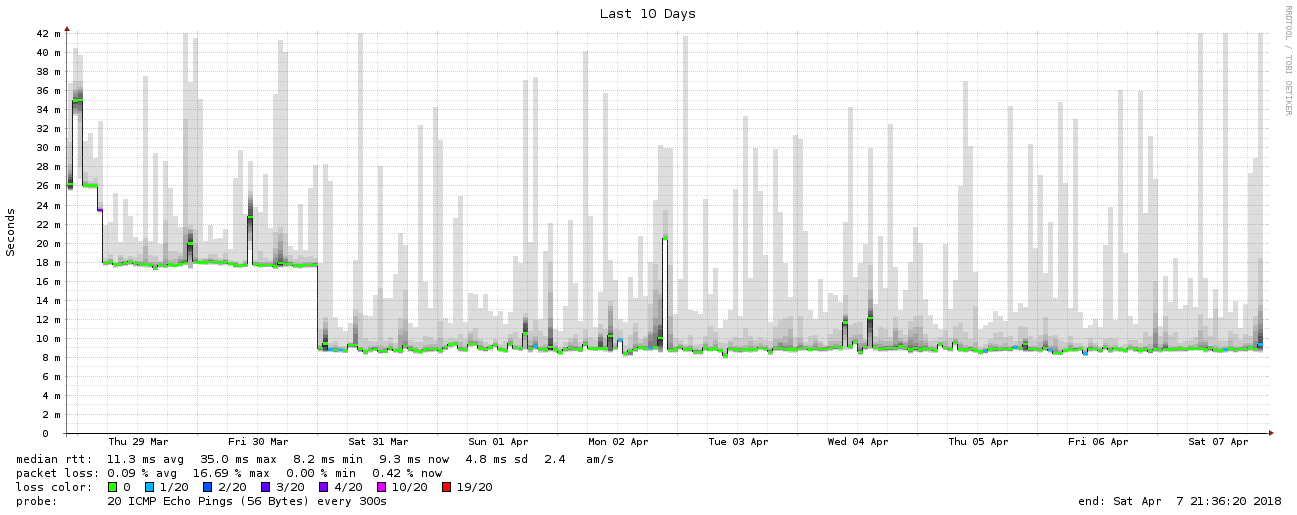 Last 10 Days
RRDTOOL / TOBI OETIKER
Seconds
42 m
40 m
38 m
36 m
34 m
32 m
30 m
28 m
26 m
24 m
22 m
20 m
18 m
16 m
14 m
12 m
10 m
8 m
6 m
4 m
2 m
0
Thu 29 Mar Fri 30 Mar Sat 31 Mar Sun 01 Apr Mon 02 Apr Tue 03 Apr Wed 04 Apr Thu 05 Apr Fri 06 Apr Sat 07 Apr
median rtt: 11.3 ms avg 35.0 ms max 8.2 ms min 9.3 ms now 4.8 ms sd 2.4 am/s
packet loss: 0.09 % avg 16.69 % max 0.00 % min 0.42 % now
loss color: 0 1/20 2/20 3/20 4/20 10/20 19/20
probe: 20 ICMP Echo Pings (56 Bytes) every 300s end: Sat Apr 7 21:36:20 2018